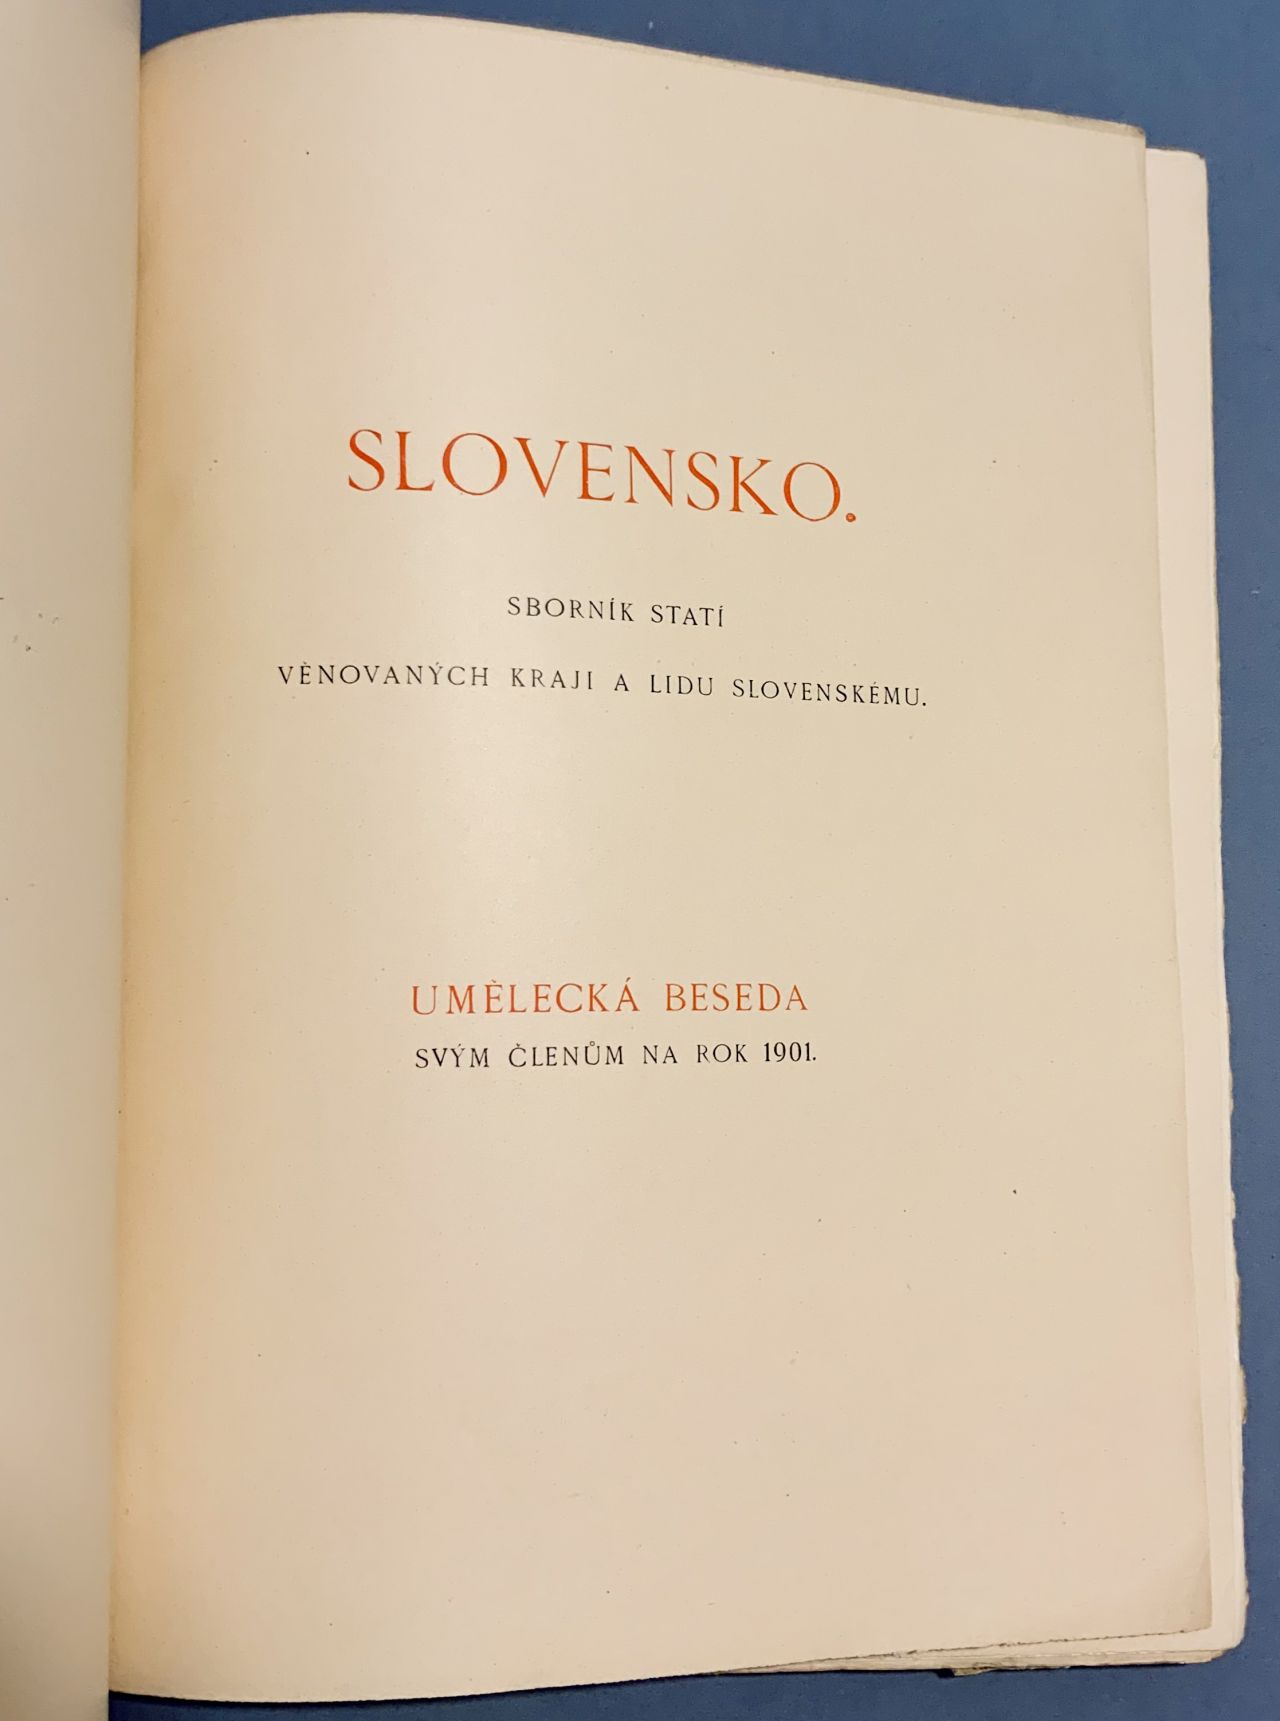 SLOVENSKO.
SBORNÍK STATÍ
VĚNOVANÝCH KRAJI A LIDU SLOVENSKÉMU.
UMĚLECKÁ BESEDA
SVÝM ČLENŮM NA ROK 1901.